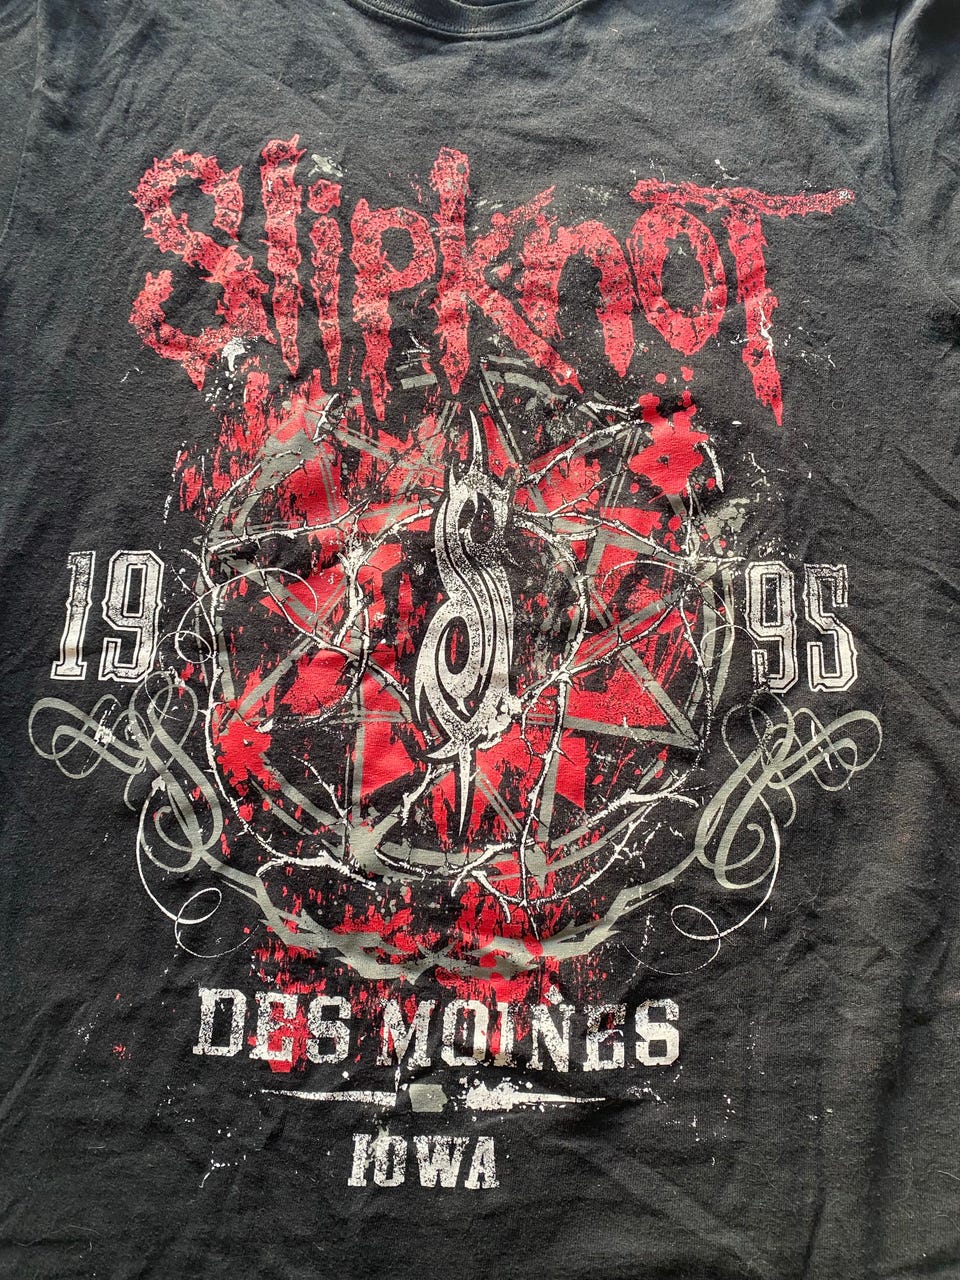 Slipknot
19 95
DES MOINES
IOWA